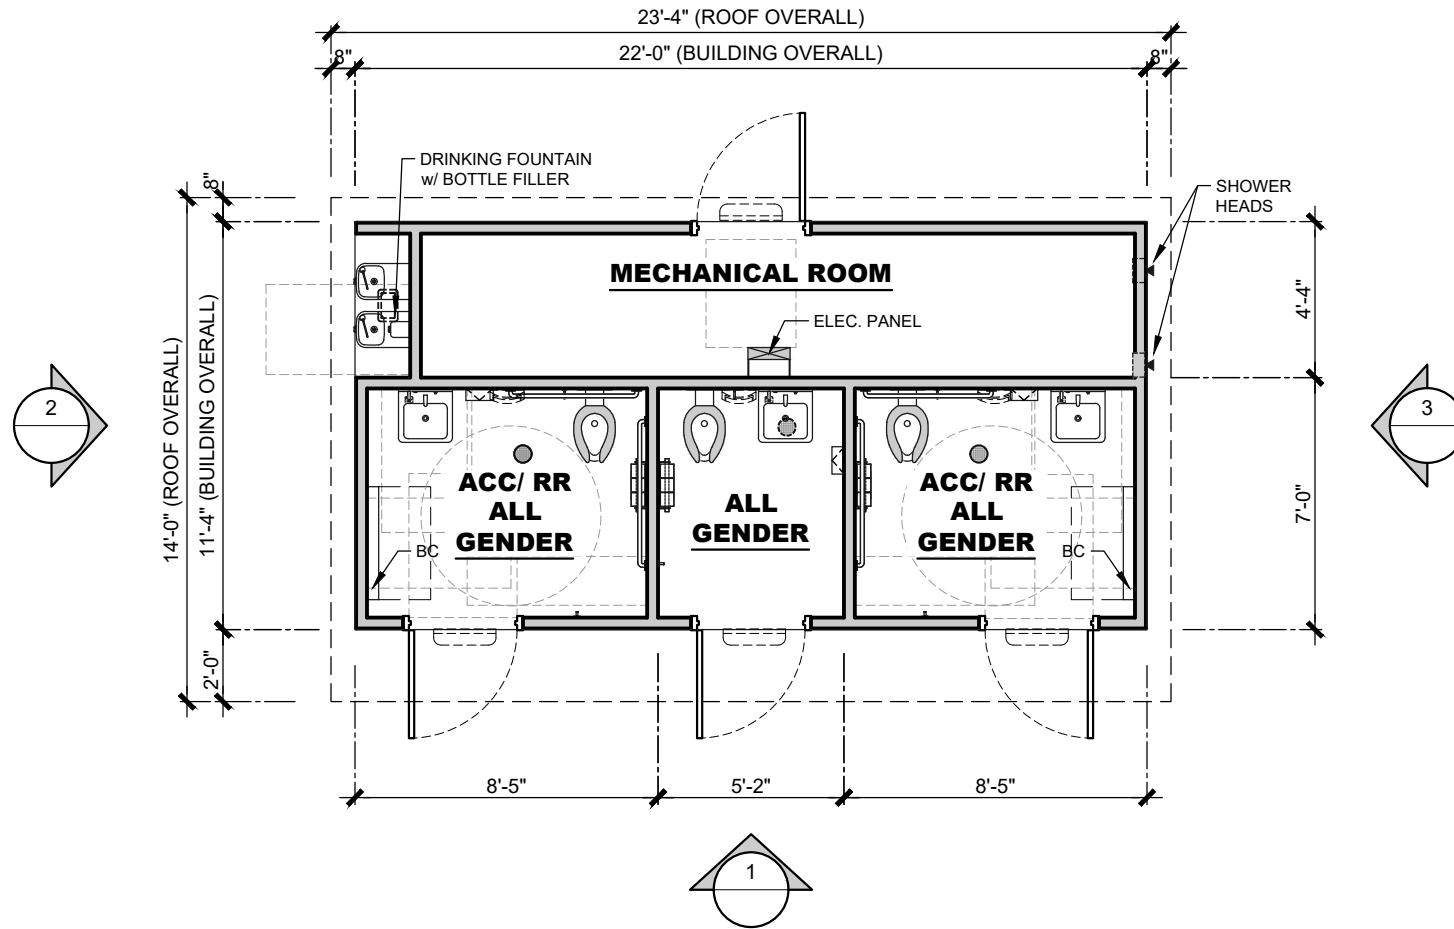 23'-4" (ROOF OVERALL)
8"
22'-0" (BUILDING OVERALL)
8"
DRINKING FOUNTAIN
w/ BOTTLE FILLER
8"
SHOWER
HEADS
MECHANICAL ROOM
ELEC. PANEL
4'-4"
14'-0" (ROOF OVERALL)
11'-4" (BUILDING OVERALL)
2
3
ACC/ RR
ALL
GENDER
ALL
GENDER
ACC/ RR
ALL
GENDER
BC
BC
7'-0"
2'-0"
8'-5"
5'-2"
8'-5"
1